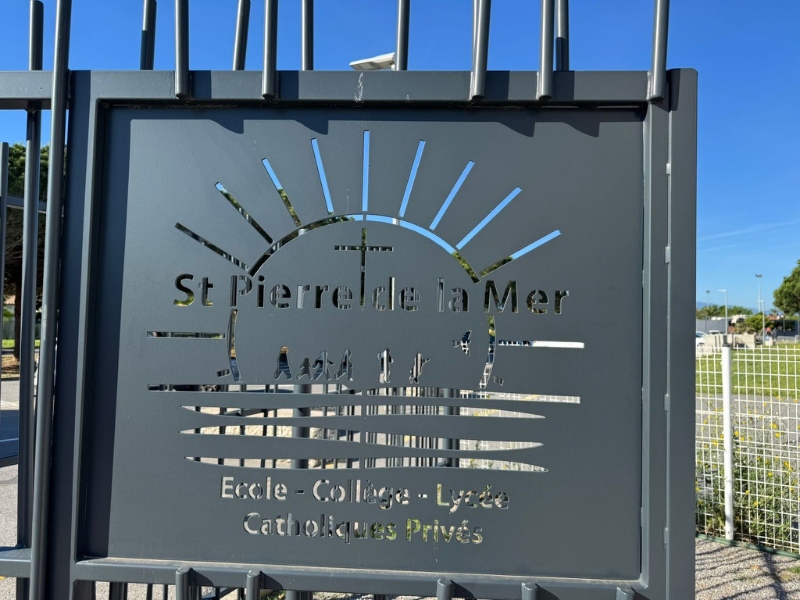 St Pierre de la Mer
Ecole - Collège - Lycée
Catholiques Privés